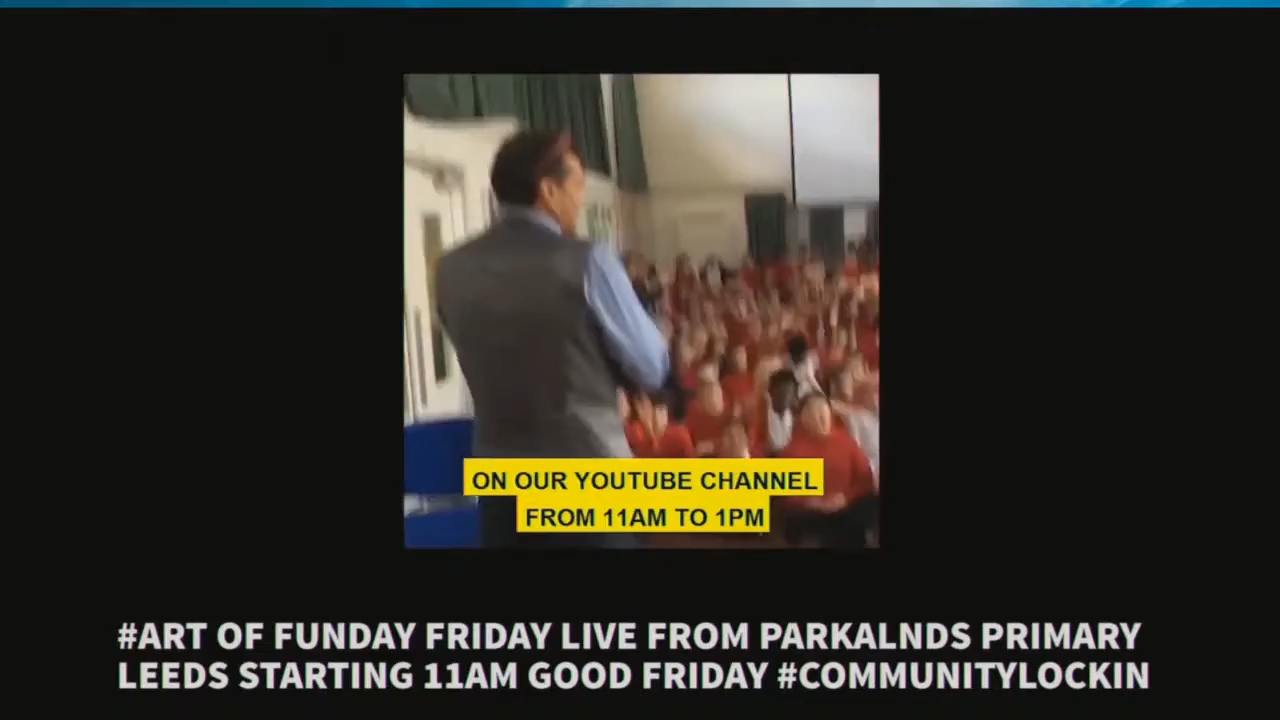 ON OUR YOUTUBE CHANNEL
FROM 11AM TO 1PM
#ART OF FUNDAY FRIDAY LIVE FROM PARKALNDS PRIMARY
LEEDS STARTING 11AM GOOD FRIDAY #COMMUNITYLOCKIN